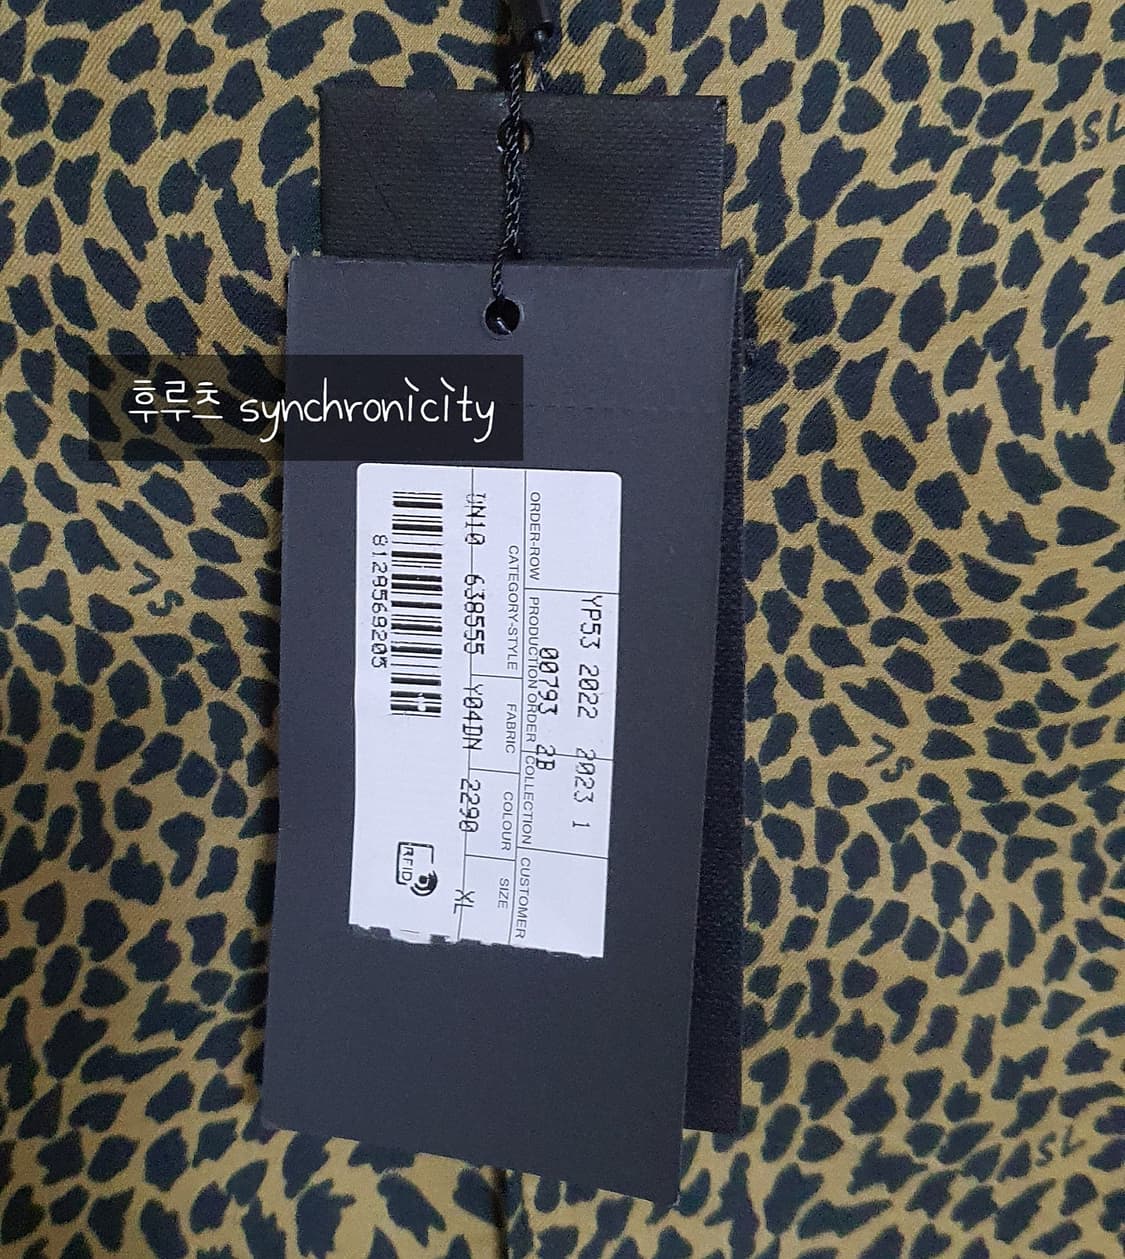 후루츠 synchronicity
YP53 2022 2023 1
00793 2B
ORDER-ROW PRODUCTION ORDER COLLECTION CUSTOMER
CATEGORY-STYLE FABRIC COLOUR SIZE
UN10 638555 Y04DN 2290 XL
8129569205
RFID
SL
SL
SL
SL